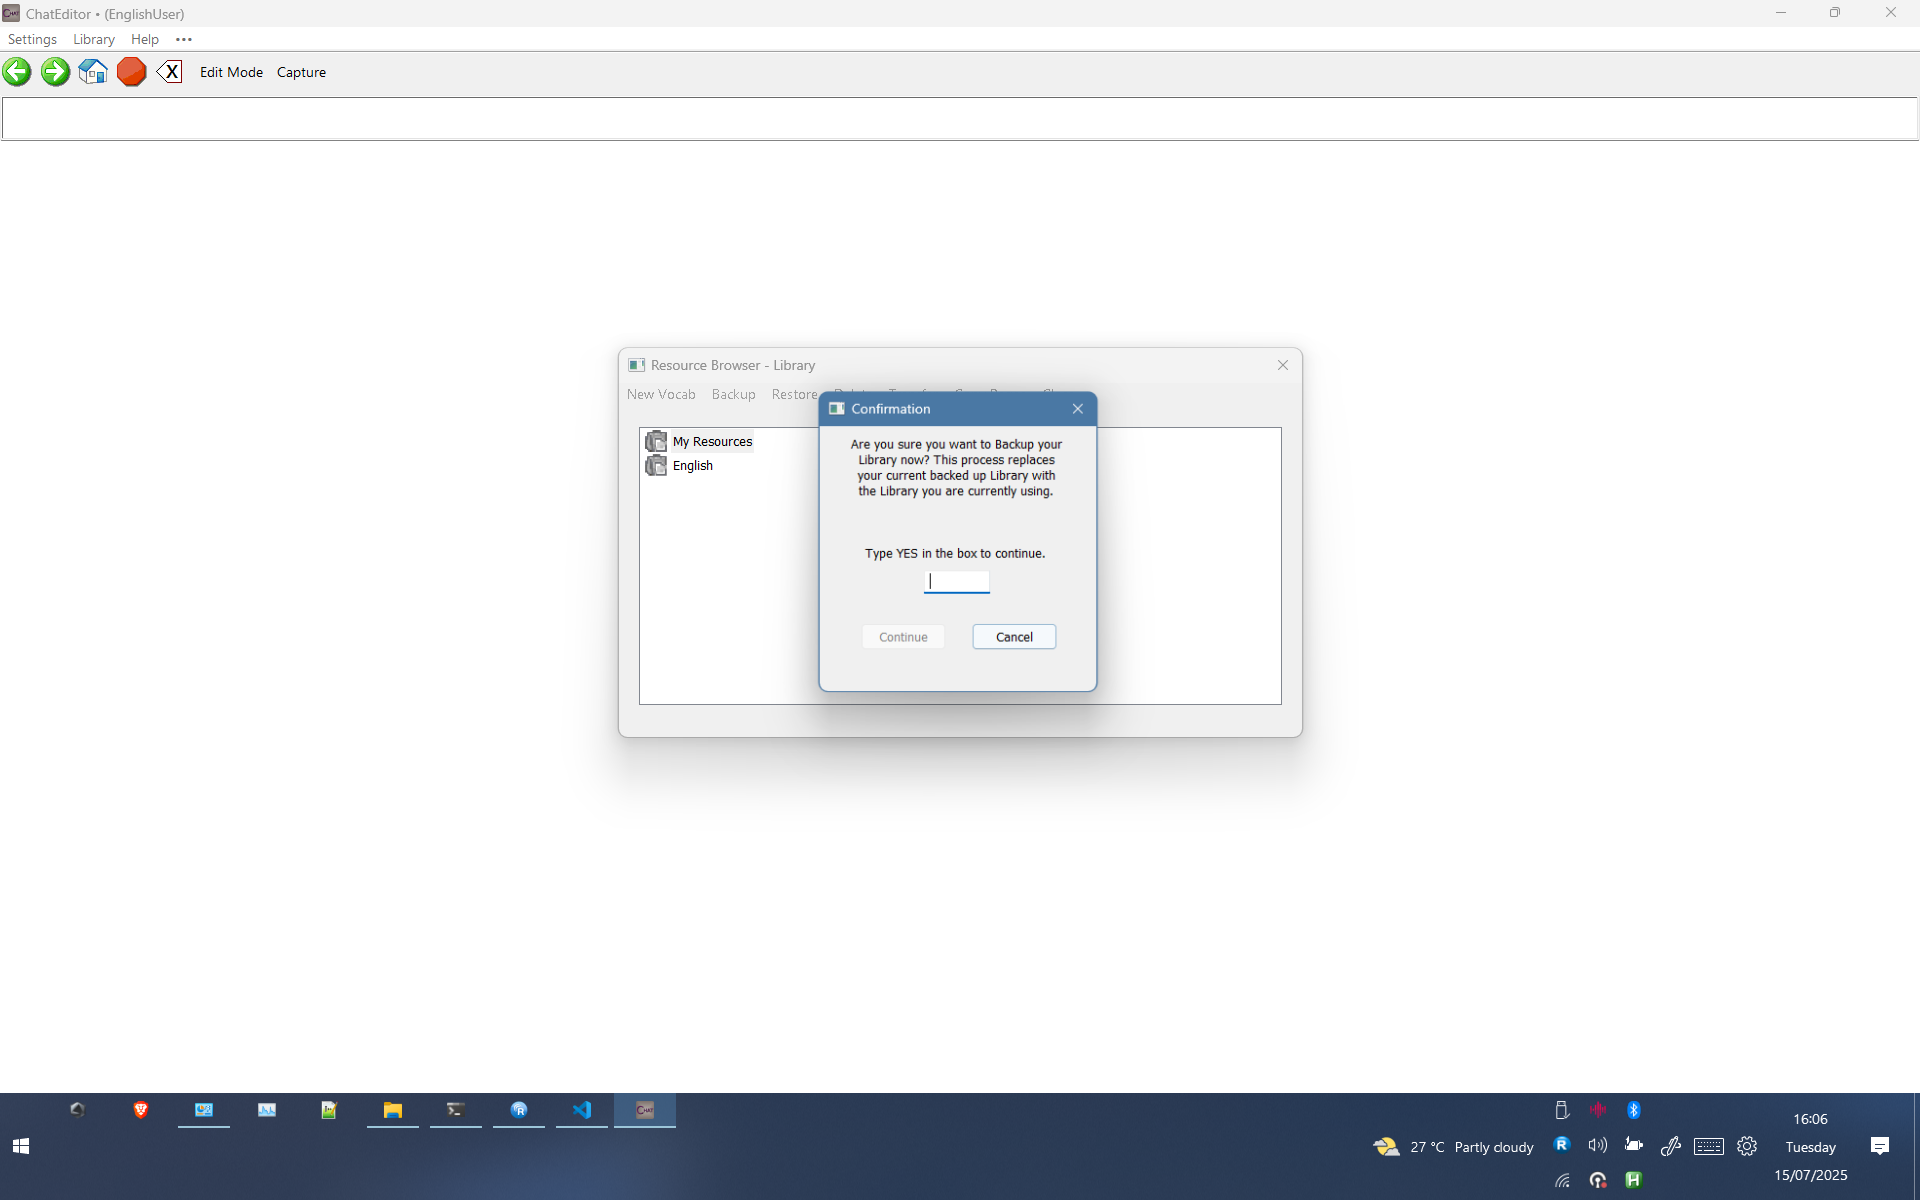 ChatEditor • (EnglishUser)
Settings Library Help •••
Edit Mode Capture
Resource Browser - Library
New Vocab Backup Restore
My Resources
English
Confirmation
Are you sure you want to Backup your
Library now? This process replaces
your current backed up Library with
the Library you are currently using.
Type YES in the box to continue.
Continue Cancel
27 °C Partly cloudy
16:06
Tuesday
15/07/2025